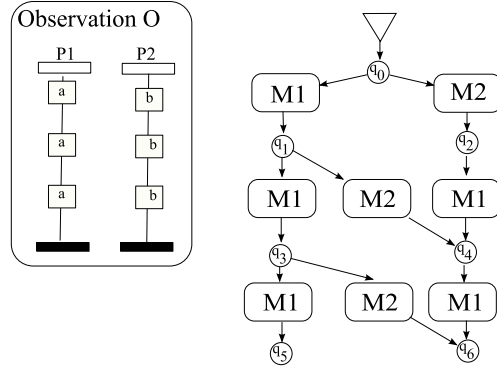 Observation O
P1 P2
a b
a b
a b
q0
M1 M2
q1 q2
M1 M2 M1
q3 q4
M1 M2 M1
q5 q6